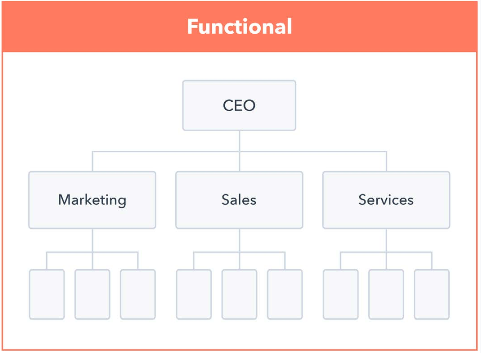 Functional
CEO
Marketing
Sales
Services